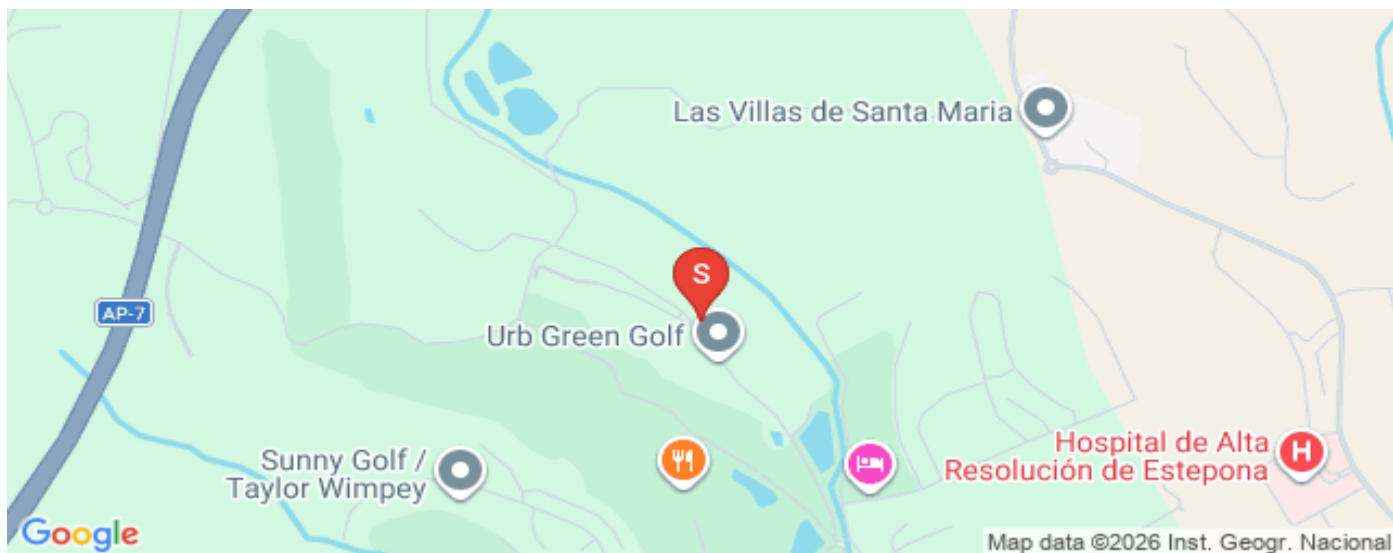 Las Villas de Santa Maria
S
AP-7
Urb Green Golf
Sunny Golf /
Taylor Wimpey
Hospital de Alta
Resolución de Estepona
H
Google
Map data ©2026 Inst. Geogr. Nacional